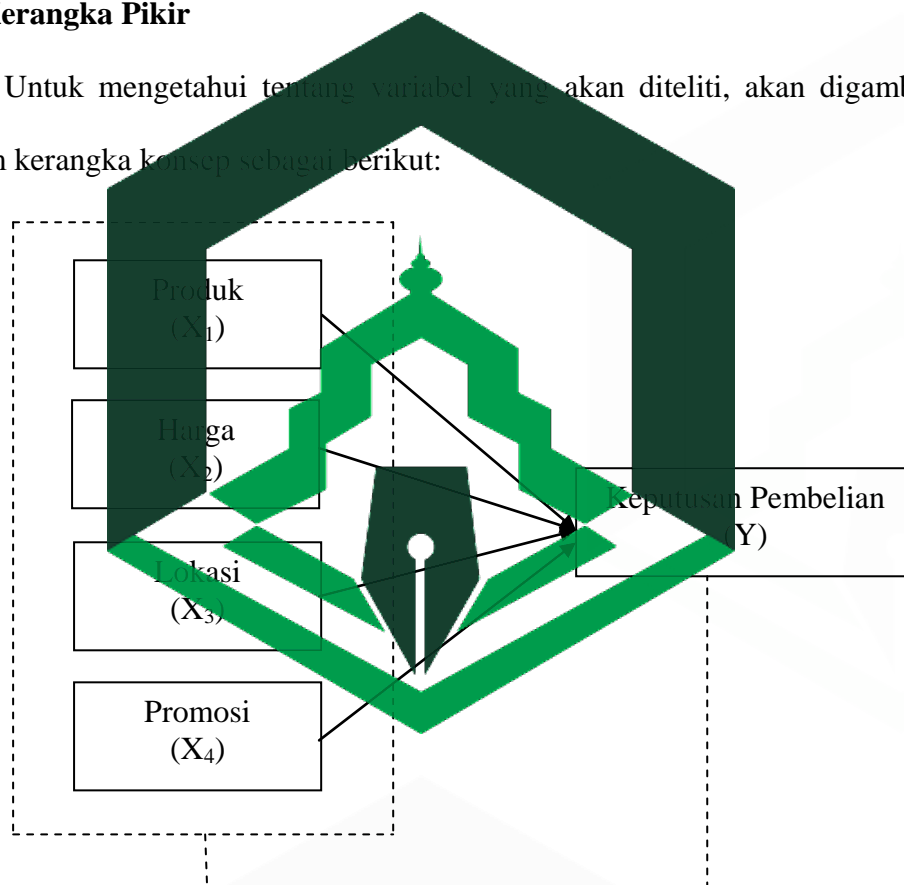 erangka Pikir
Untuk mengetahui tentang variabel yang akan diteliti, akan digamb
n kerangka konsep sebagai berikut:
Produk
(X₁)
Harga
(X₂)
Lokasi
(X₃)
Promosi
(X₄)
Keputusan Pembelian
(Y)